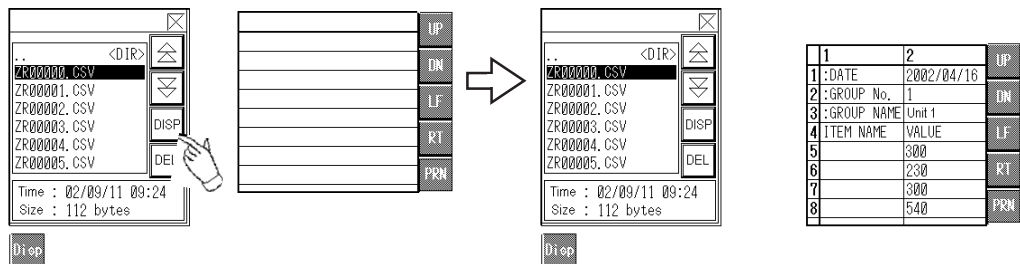 .. <DIR>
ZR00000.CSV
ZR00001.CSV
ZR00002.CSV
ZR00003.CSV
ZR00004.CSV
ZR00005.CSV
DISP
DEL
Time : 02/09/11 09:24
Size : 112 bytes
Disp
UP
DN
LF
RT
PRN
.. <DIR>
ZR00000.CSV
ZR00001.CSV
ZR00002.CSV
ZR00003.CSV
ZR00004.CSV
ZR00005.CSV
DISP
DEL
Time : 02/09/11 09:24
Size : 112 bytes
Disp
1 2
1 :DATE 2002/04/16
2 :GROUP No. 1
3 :GROUP NAME Unit 1
4 ITEM NAME VALUE
5 300
6 230
7 300
8 540
UP
DN
LF
RT
PRN